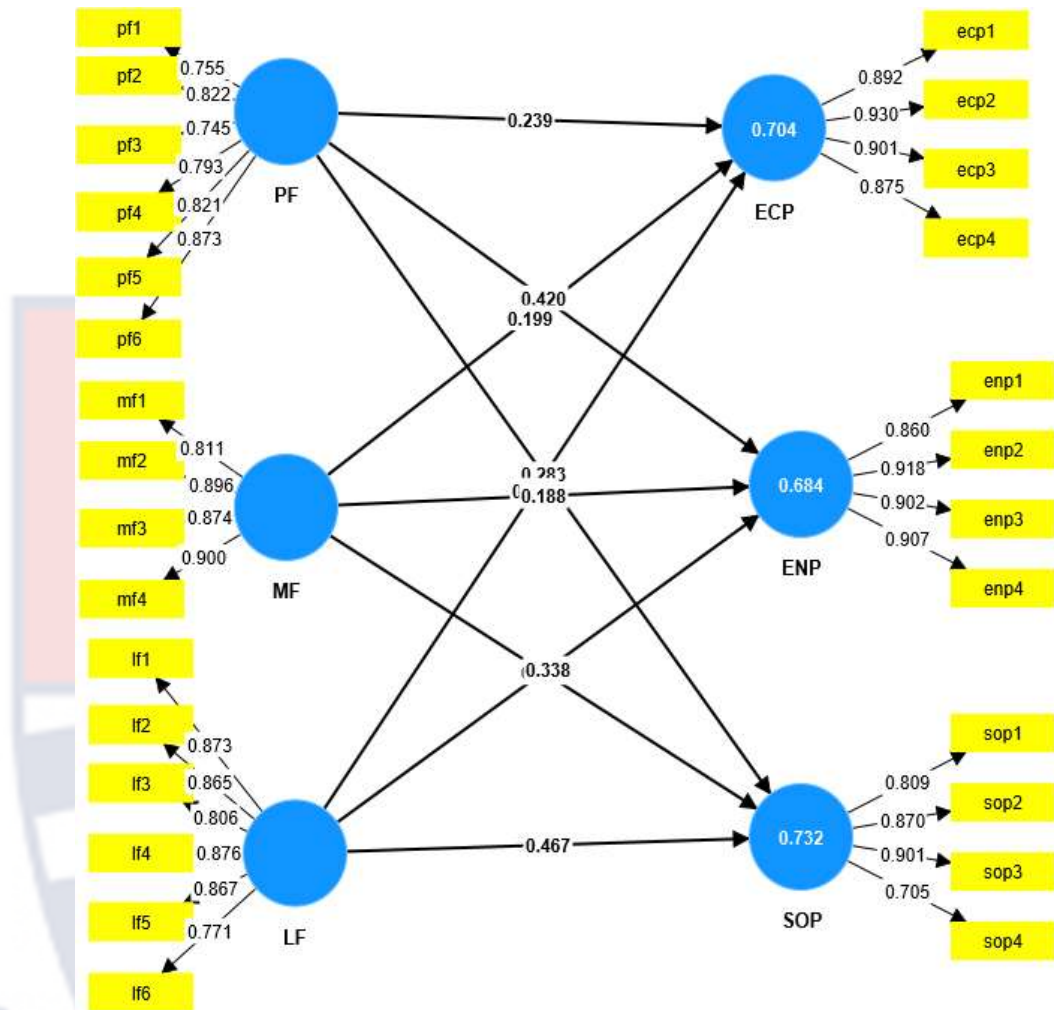 pf1
pf2
pf3
pf4
pf5
pf6
0.755
0.822
0.745
0.793
0.821
0.873
PF
mf1
mf2
mf3
mf4
0.811
0.896
0.874
0.900
MF
lf1
lf2
lf3
lf4
lf5
lf6
0.873
0.865
0.806
0.876
0.867
0.771
LF
0.239
0.420
0.199
0.283
0.188
0.338
0.467
0.704
ECP
0.892
0.930
0.901
0.875
ecp1
ecp2
ecp3
ecp4
0.684
ENP
0.860
0.918
0.902
0.907
enp1
enp2
enp3
enp4
0.732
SOP
0.809
0.870
0.901
0.705
sop1
sop2
sop3
sop4